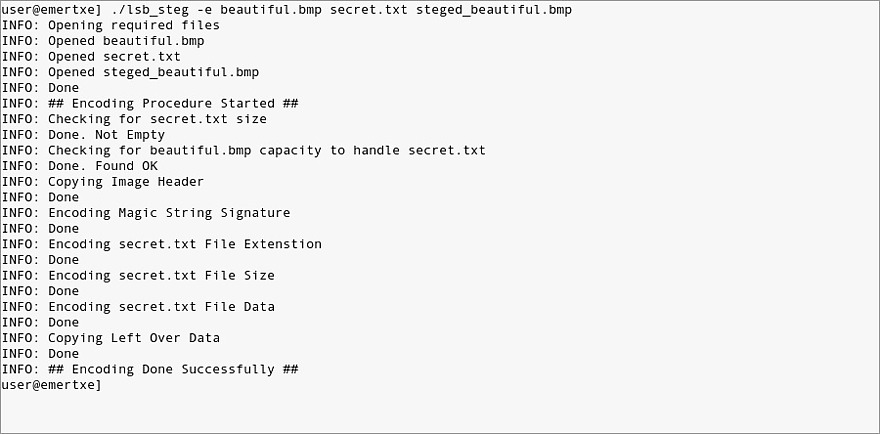 user@emertxe] ./lsb_steg -e beautiful.bmp secret.txt steged_beautiful.bmp
INFO: Opening required files
INFO: Opened beautiful.bmp
INFO: Opened secret.txt
INFO: Opened steged_beautiful.bmp
INFO: Done
INFO: ## Encoding Procedure Started ##
INFO: Checking for secret.txt size
INFO: Done. Not Empty
INFO: Checking for beautiful.bmp capacity to handle secret.txt
INFO: Done. Found OK
INFO: Copying Image Header
INFO: Done
INFO: Encoding Magic String Signature
INFO: Done
INFO: Encoding secret.txt File Extenstion
INFO: Done
INFO: Encoding secret.txt File Size
INFO: Done
INFO: Encoding secret.txt File Data
INFO: Done
INFO: Copying Left Over Data
INFO: Done
INFO: ## Encoding Done Successfully ##
user@emertxe]